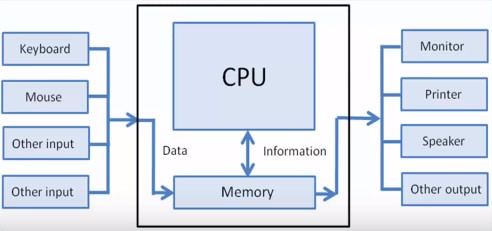 Keyboard
Mouse
Other input
Other input
CPU
Data
Information
Memory
Monitor
Printer
Speaker
Other output